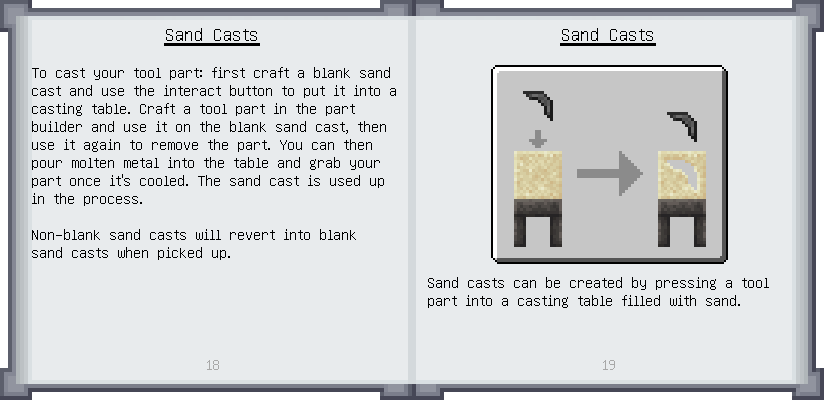 Sand Casts
To cast your tool part: first craft a blank sand
cast and use the interact button to put it into a
casting table. Craft a tool part in the part
builder and use it on the blank sand cast, then
use it again to remove the part. You can then
pour molten metal into the table and grab your
part once it's cooled. The sand cast is used up
in the process.
Non-blank sand casts will revert into blank
sand casts when picked up.
18
Sand Casts
Sand casts can be created by pressing a tool
part into a casting table filled with sand.
19